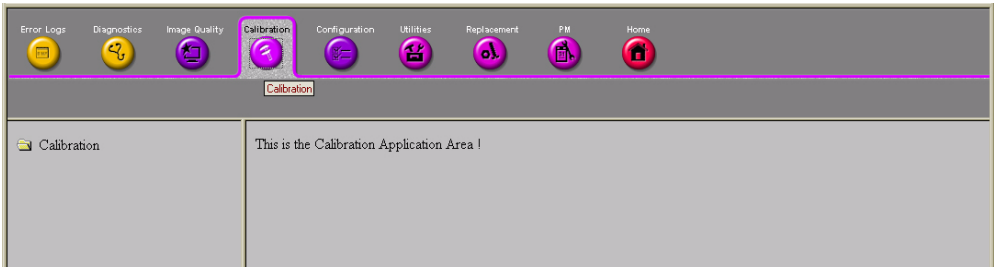 Error Logs Diagnostics Image Quality Calibration Configuration Utilities Replacement PM Home
Calibration
Calibration
This is the Calibration Application Area !